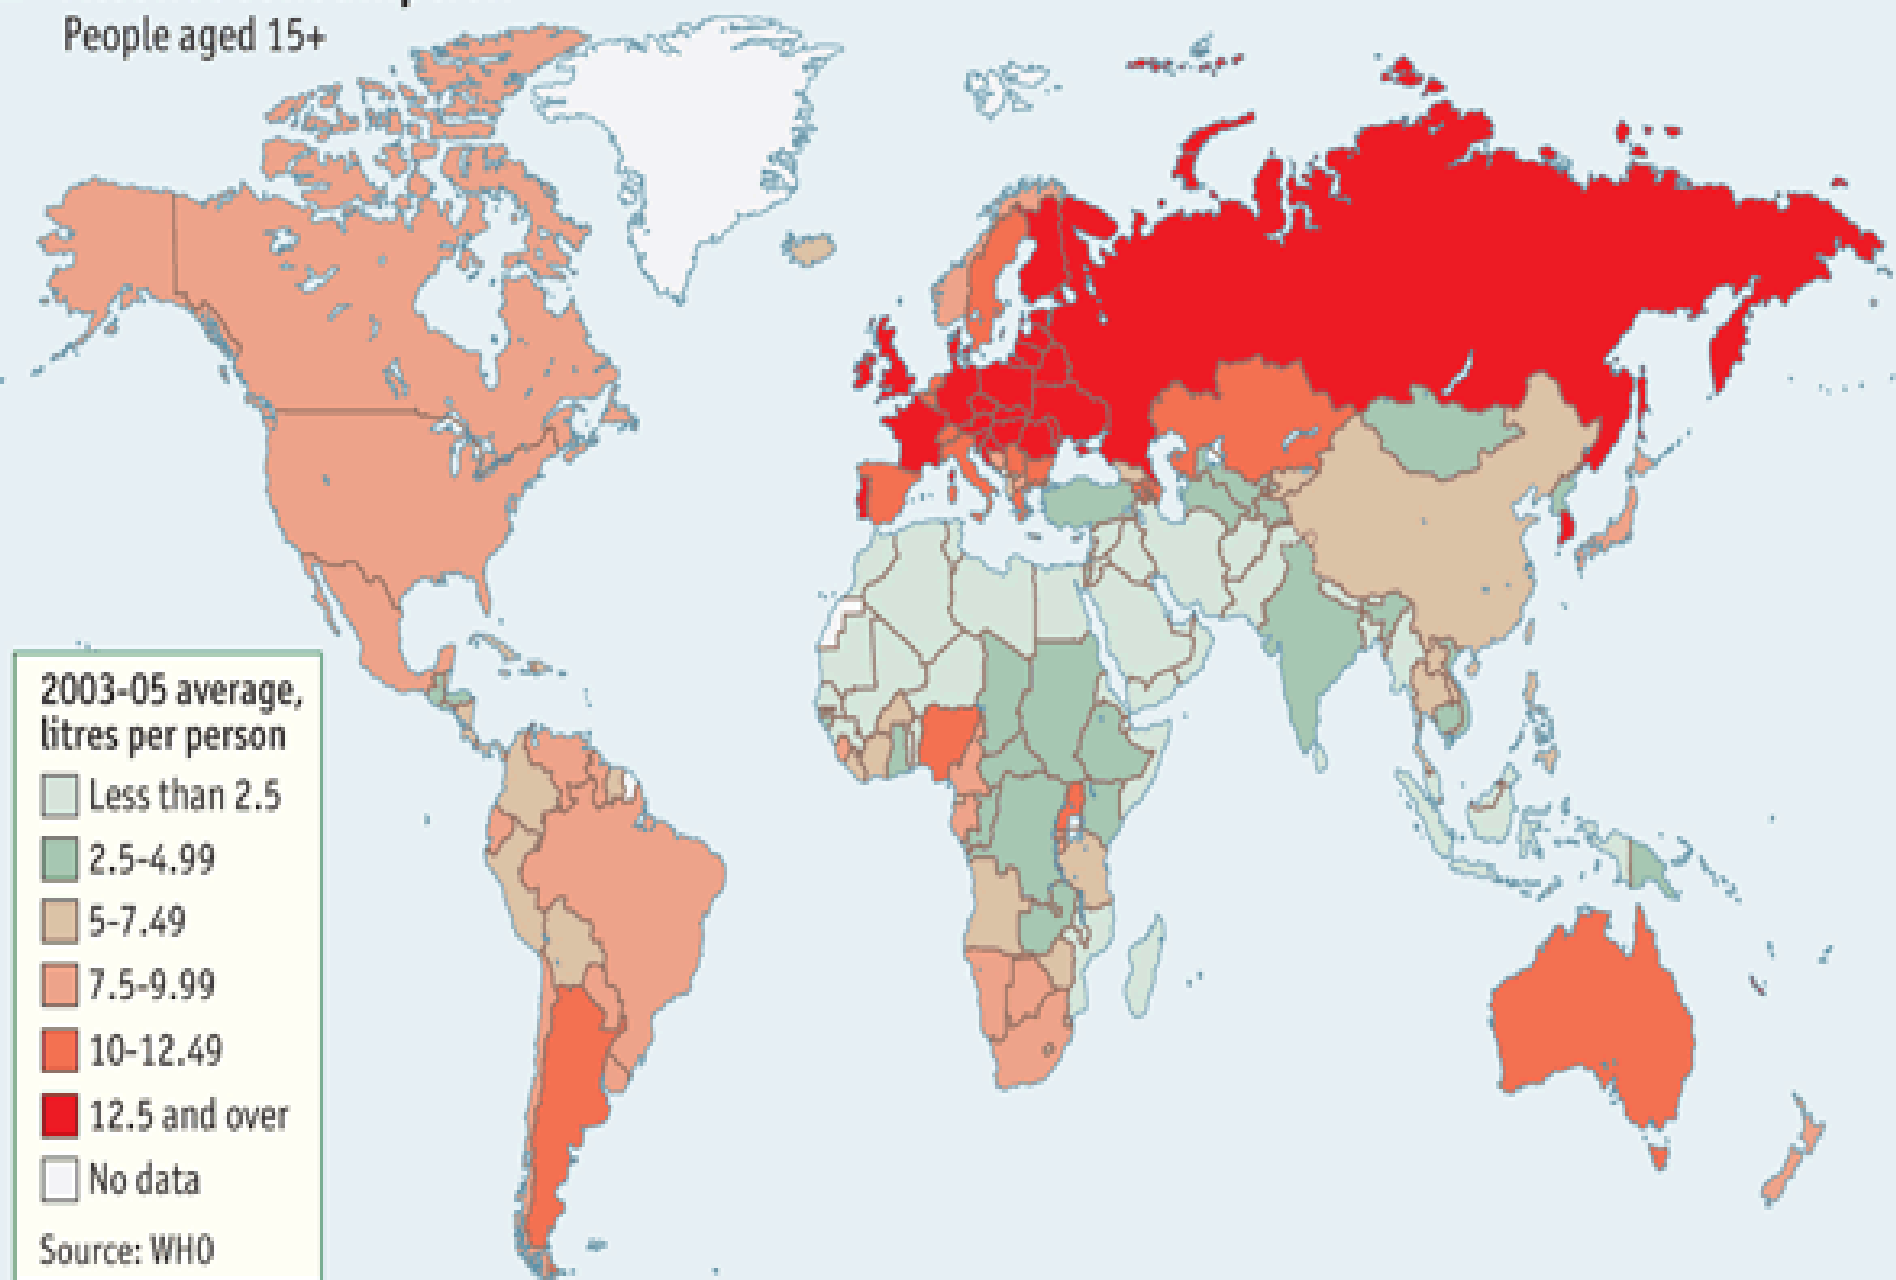 People aged 15+
2003-05 average,
litres per person
Less than 2.5
2.5-4.99
5-7.49
7.5-9.99
10-12.49
12.5 and over
No data
Source: WHO